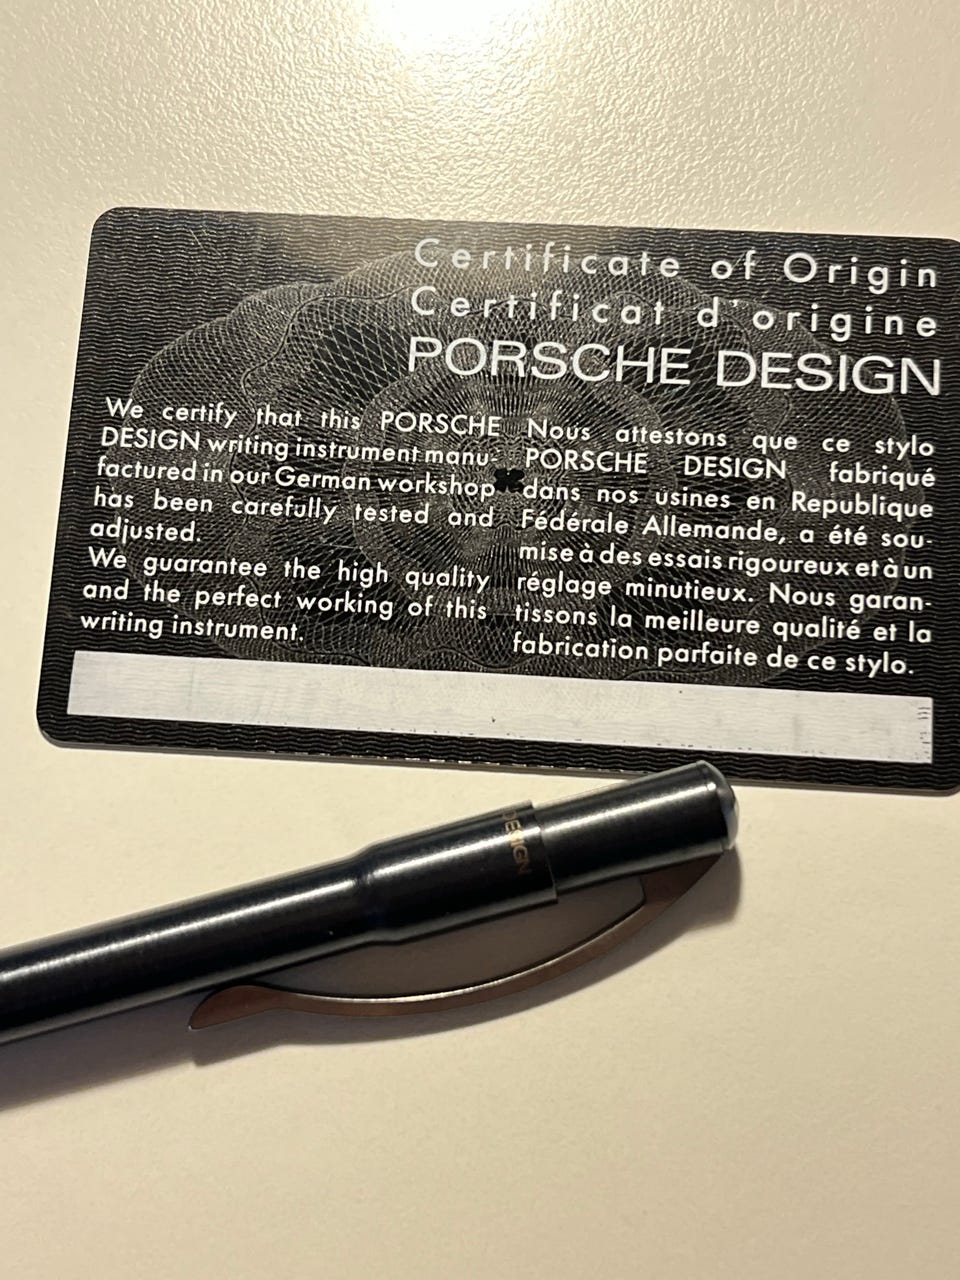 Certificate of Origin
Certificat d'origine
PORSCHE DESIGN
We certify that this PORSCHE
DESIGN writing instrument manu-
factured in our German workshop
has been carefully tested and
adjusted.
We guarantee the high quality
and the perfect working of this
writing instrument.
Nous attestons que ce stylo
PORSCHE DESIGN fabriqué
dans nos usines en Republique
Fédérale Allemande, a été sou-
mise à des essais rigoureux et à un
réglage minutieux. Nous garan-
tissons la meilleure qualité et la
fabrication parfaite de ce stylo.
DESIGN